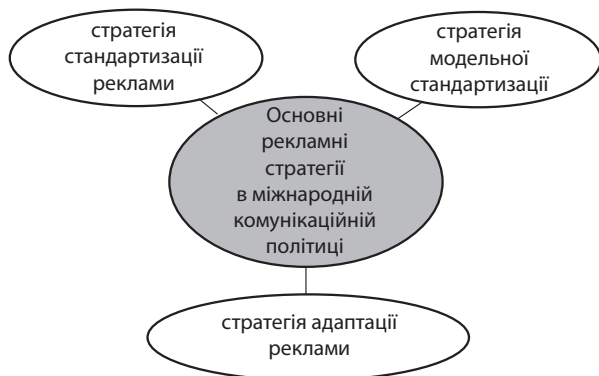 стратегія
стандартизації
реклами
стратегія
модельної
стандартизації
Основні
рекламні
стратегії
в міжнародній
комунікаційній
політиці
стратегія адаптації
реклами